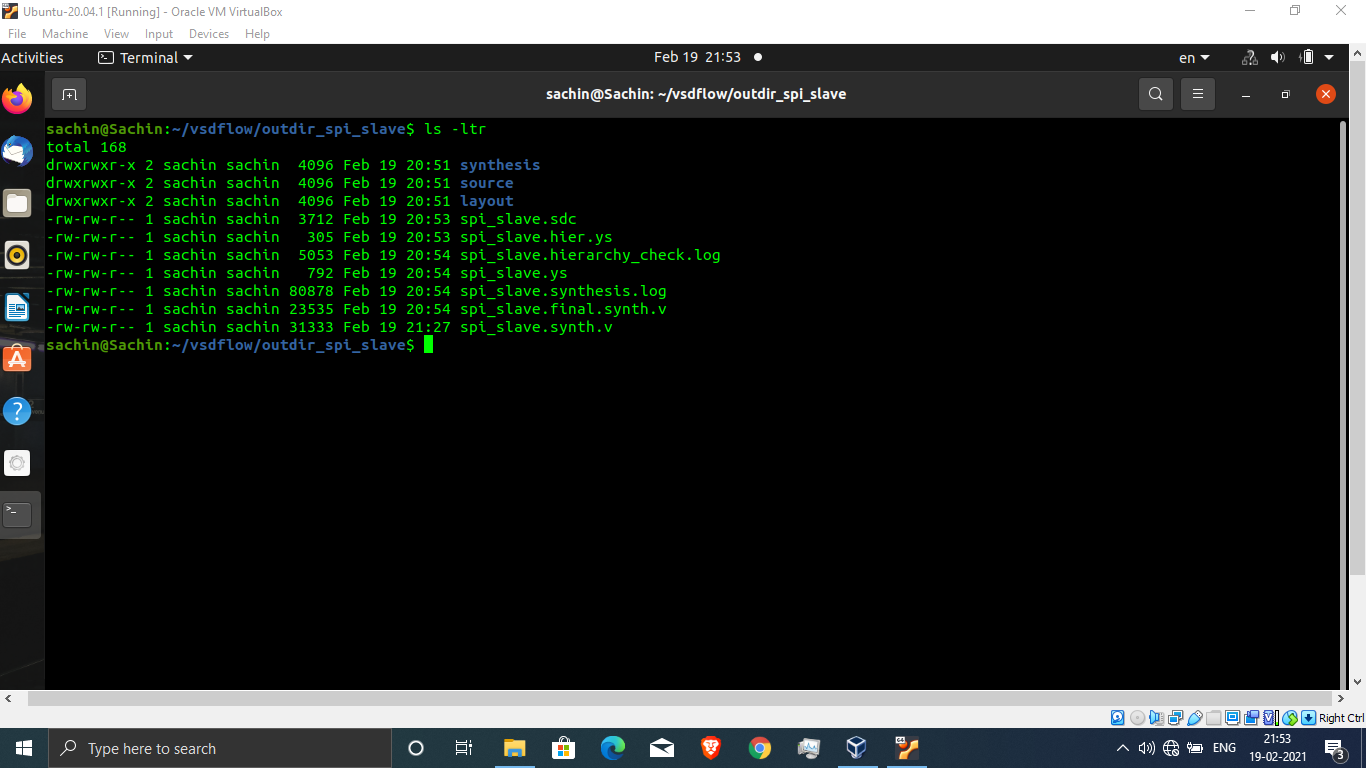 Ubuntu-20.04.1 [Running] - Oracle VM VirtualBox
File Machine View Input Devices Help
Activities Terminal Feb 19 21:53 en
sachin@Sachin: ~/vsdflow/outdir_spi_slave
sachin@Sachin:~/vsdflow/outdir_spi_slave$ ls -ltr
total 168
drwxrwxr-x 2 sachin sachin  4096 Feb 19 20:51 synthesis
drwxrwxr-x 2 sachin sachin  4096 Feb 19 20:51 source
drwxrwxr-x 2 sachin sachin  4096 Feb 19 20:51 layout
-rw-rw-r-- 1 sachin sachin  3712 Feb 19 20:53 spi_slave.sdc
-rw-rw-r-- 1 sachin sachin   305 Feb 19 20:53 spi_slave.hier.ys
-rw-rw-r-- 1 sachin sachin  5053 Feb 19 20:54 spi_slave.hierarchy_check.log
-rw-rw-r-- 1 sachin sachin   792 Feb 19 20:54 spi_slave.ys
-rw-rw-r-- 1 sachin sachin 80878 Feb 19 20:54 spi_slave.synthesis.log
-rw-rw-r-- 1 sachin sachin 23535 Feb 19 20:54 spi_slave.final.synth.v
-rw-rw-r-- 1 sachin sachin 31333 Feb 19 21:27 spi_slave.synth.v
sachin@Sachin:~/vsdflow/outdir_spi_slave$
Right Ctrl
Type here to search
ENG
21:53
19-02-2021
3